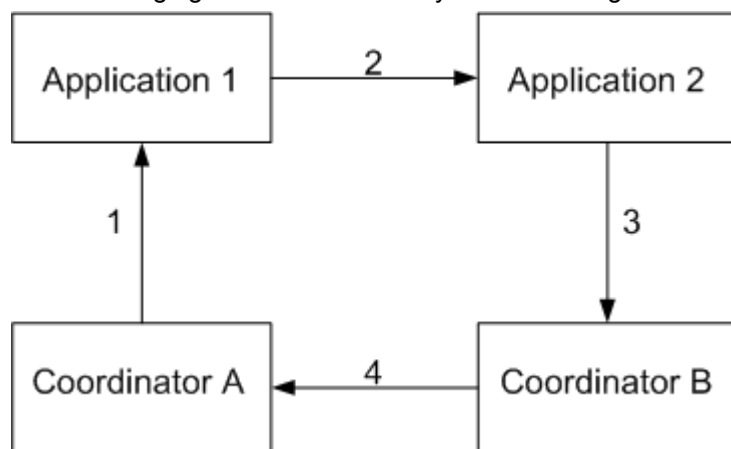 Application 1
2
Application 2
1
3
Coordinator A
4
Coordinator B